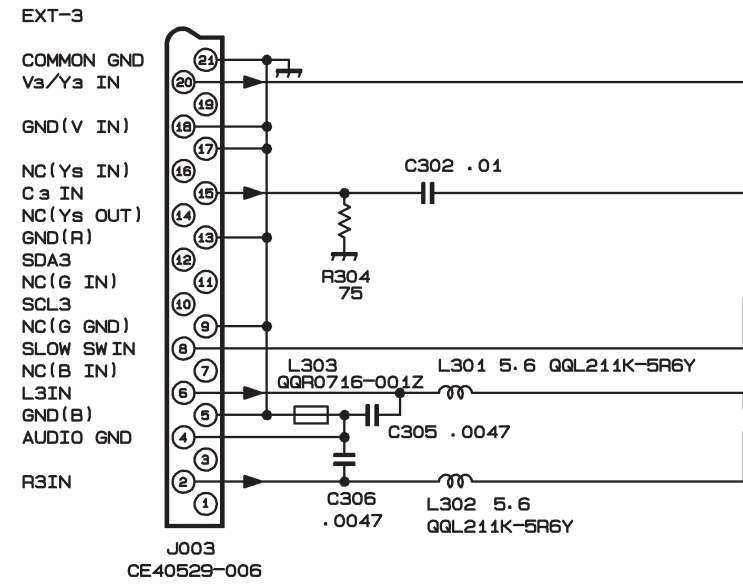 EXT-3
COMMON GND 21
V3/Y3 IN 20
19
GND(V IN) 18
17
NC(Ys IN) 16
C302 .01
C3 IN 15
NC(Ys OUT) 14
GND(R) 13
SDA3 12
R304
75
NC(G IN) 11
SCL3 10
NC(G GND) 9
SLOW SW IN 8
NC(B IN) 7
L303
QQR0716-001Z
L301 5.6 QQL211K-5R6Y
L3IN 6
GND(B) 5
C305 .0047
AUDIO GND 4
3
R3IN 2
C306
.0047
L302 5.6
QQL211K-5R6Y
1
J003
CE40529-006